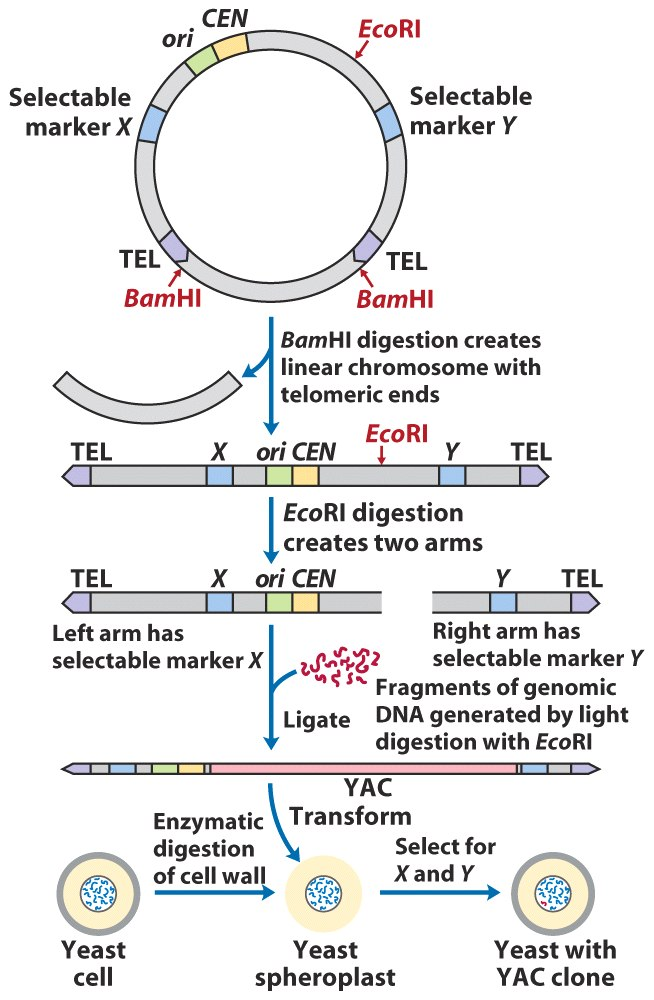 CEN
ori
EcoRI
Selectable
marker X
Selectable
marker Y
TEL
TEL
BamHI
BamHI
BamHI digestion creates
linear chromosome with
telomeric ends
EcoRI
TEL X ori CEN Y TEL
EcoRI digestion
creates two arms
TEL X ori CEN Y TEL
Left arm has
selectable marker X
Right arm has
selectable marker Y
Fragments of genomic
DNA generated by light
digestion with EcoRI
Ligate
YAC
Transform
Enzymatic
digestion
of cell wall
Select for
X and Y
Yeast
cell
Yeast
spheroplast
Yeast with
YAC clone